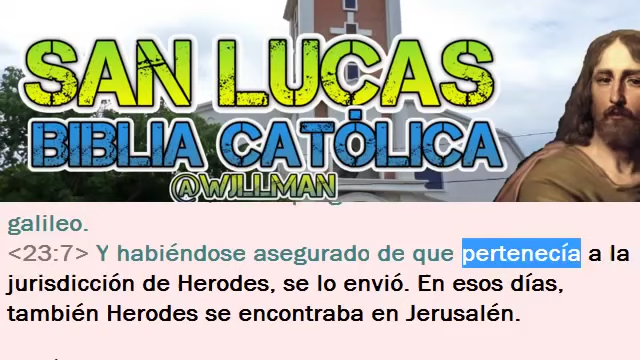 SAN LUCAS
BIBLIA CATÓLICA
@WJLLMAN
galileo.
<23:7> Y habiéndose asegurado de que pertenecía a la
jurisdicción de Herodes, se lo envió. En esos días,
también Herodes se encontraba en Jerusalén.